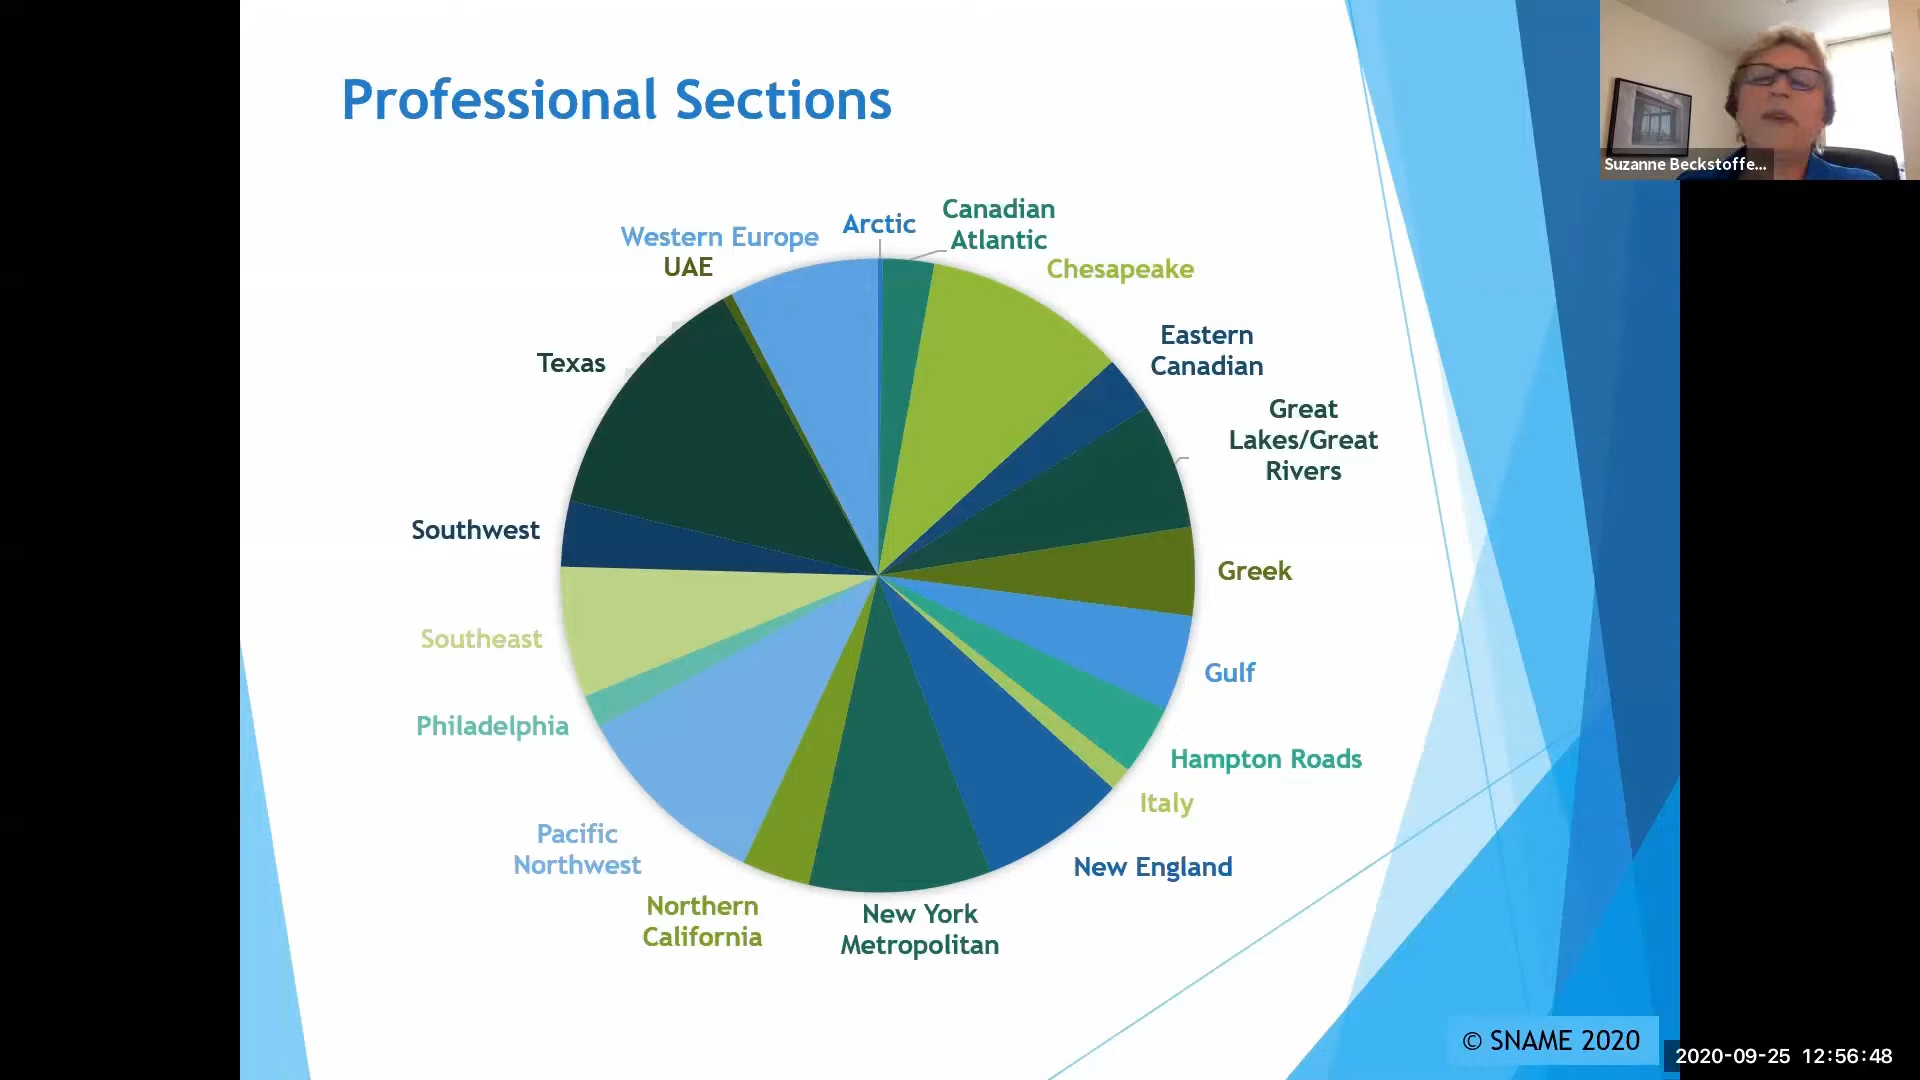 Professional Sections
Suzanne Beckstoffe...
Western Europe
Arctic
Canadian
Atlantic
UAE
Chesapeake
Eastern
Canadian
Texas
Great
Lakes/Great
Rivers
Southwest
Greek
Southeast
Gulf
Philadelphia
Hampton Roads
Italy
Pacific
Northwest
New England
Northern
California
New York
Metropolitan
© SNAME 2020
2020-09-25 12:56:48